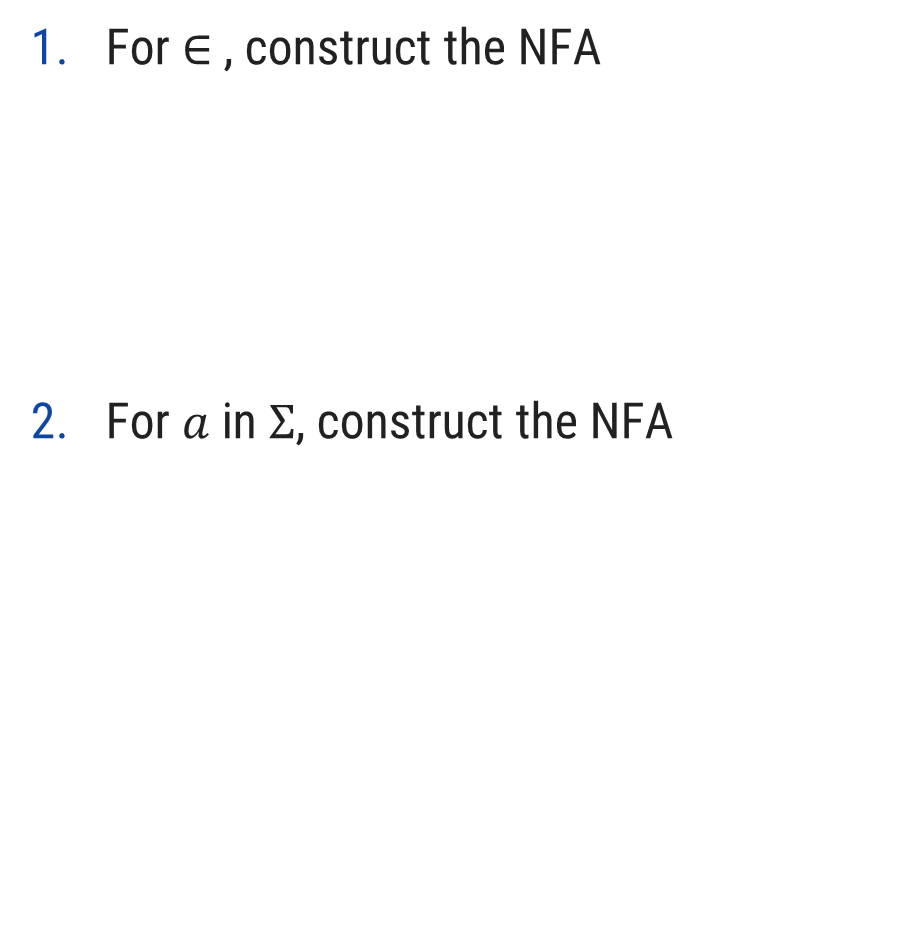 1. For ∈ , construct the NFA
2. For a in Σ, construct the NFA